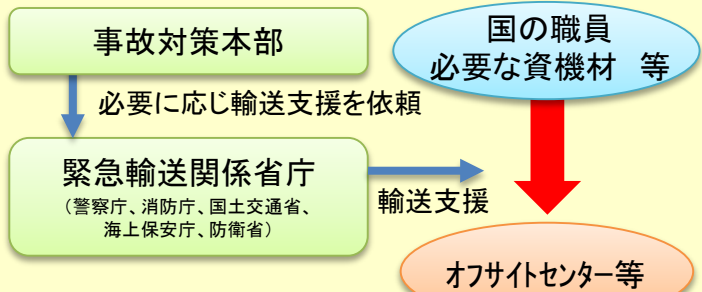 事故対策本部
必要に応じ輸送支援を依頼
緊急輸送関係省庁
（警察庁、消防庁、国土交通省、
海上保安庁、防衛省）
輸送支援
国の職員
必要な資機材　等
オフサイトセンター等